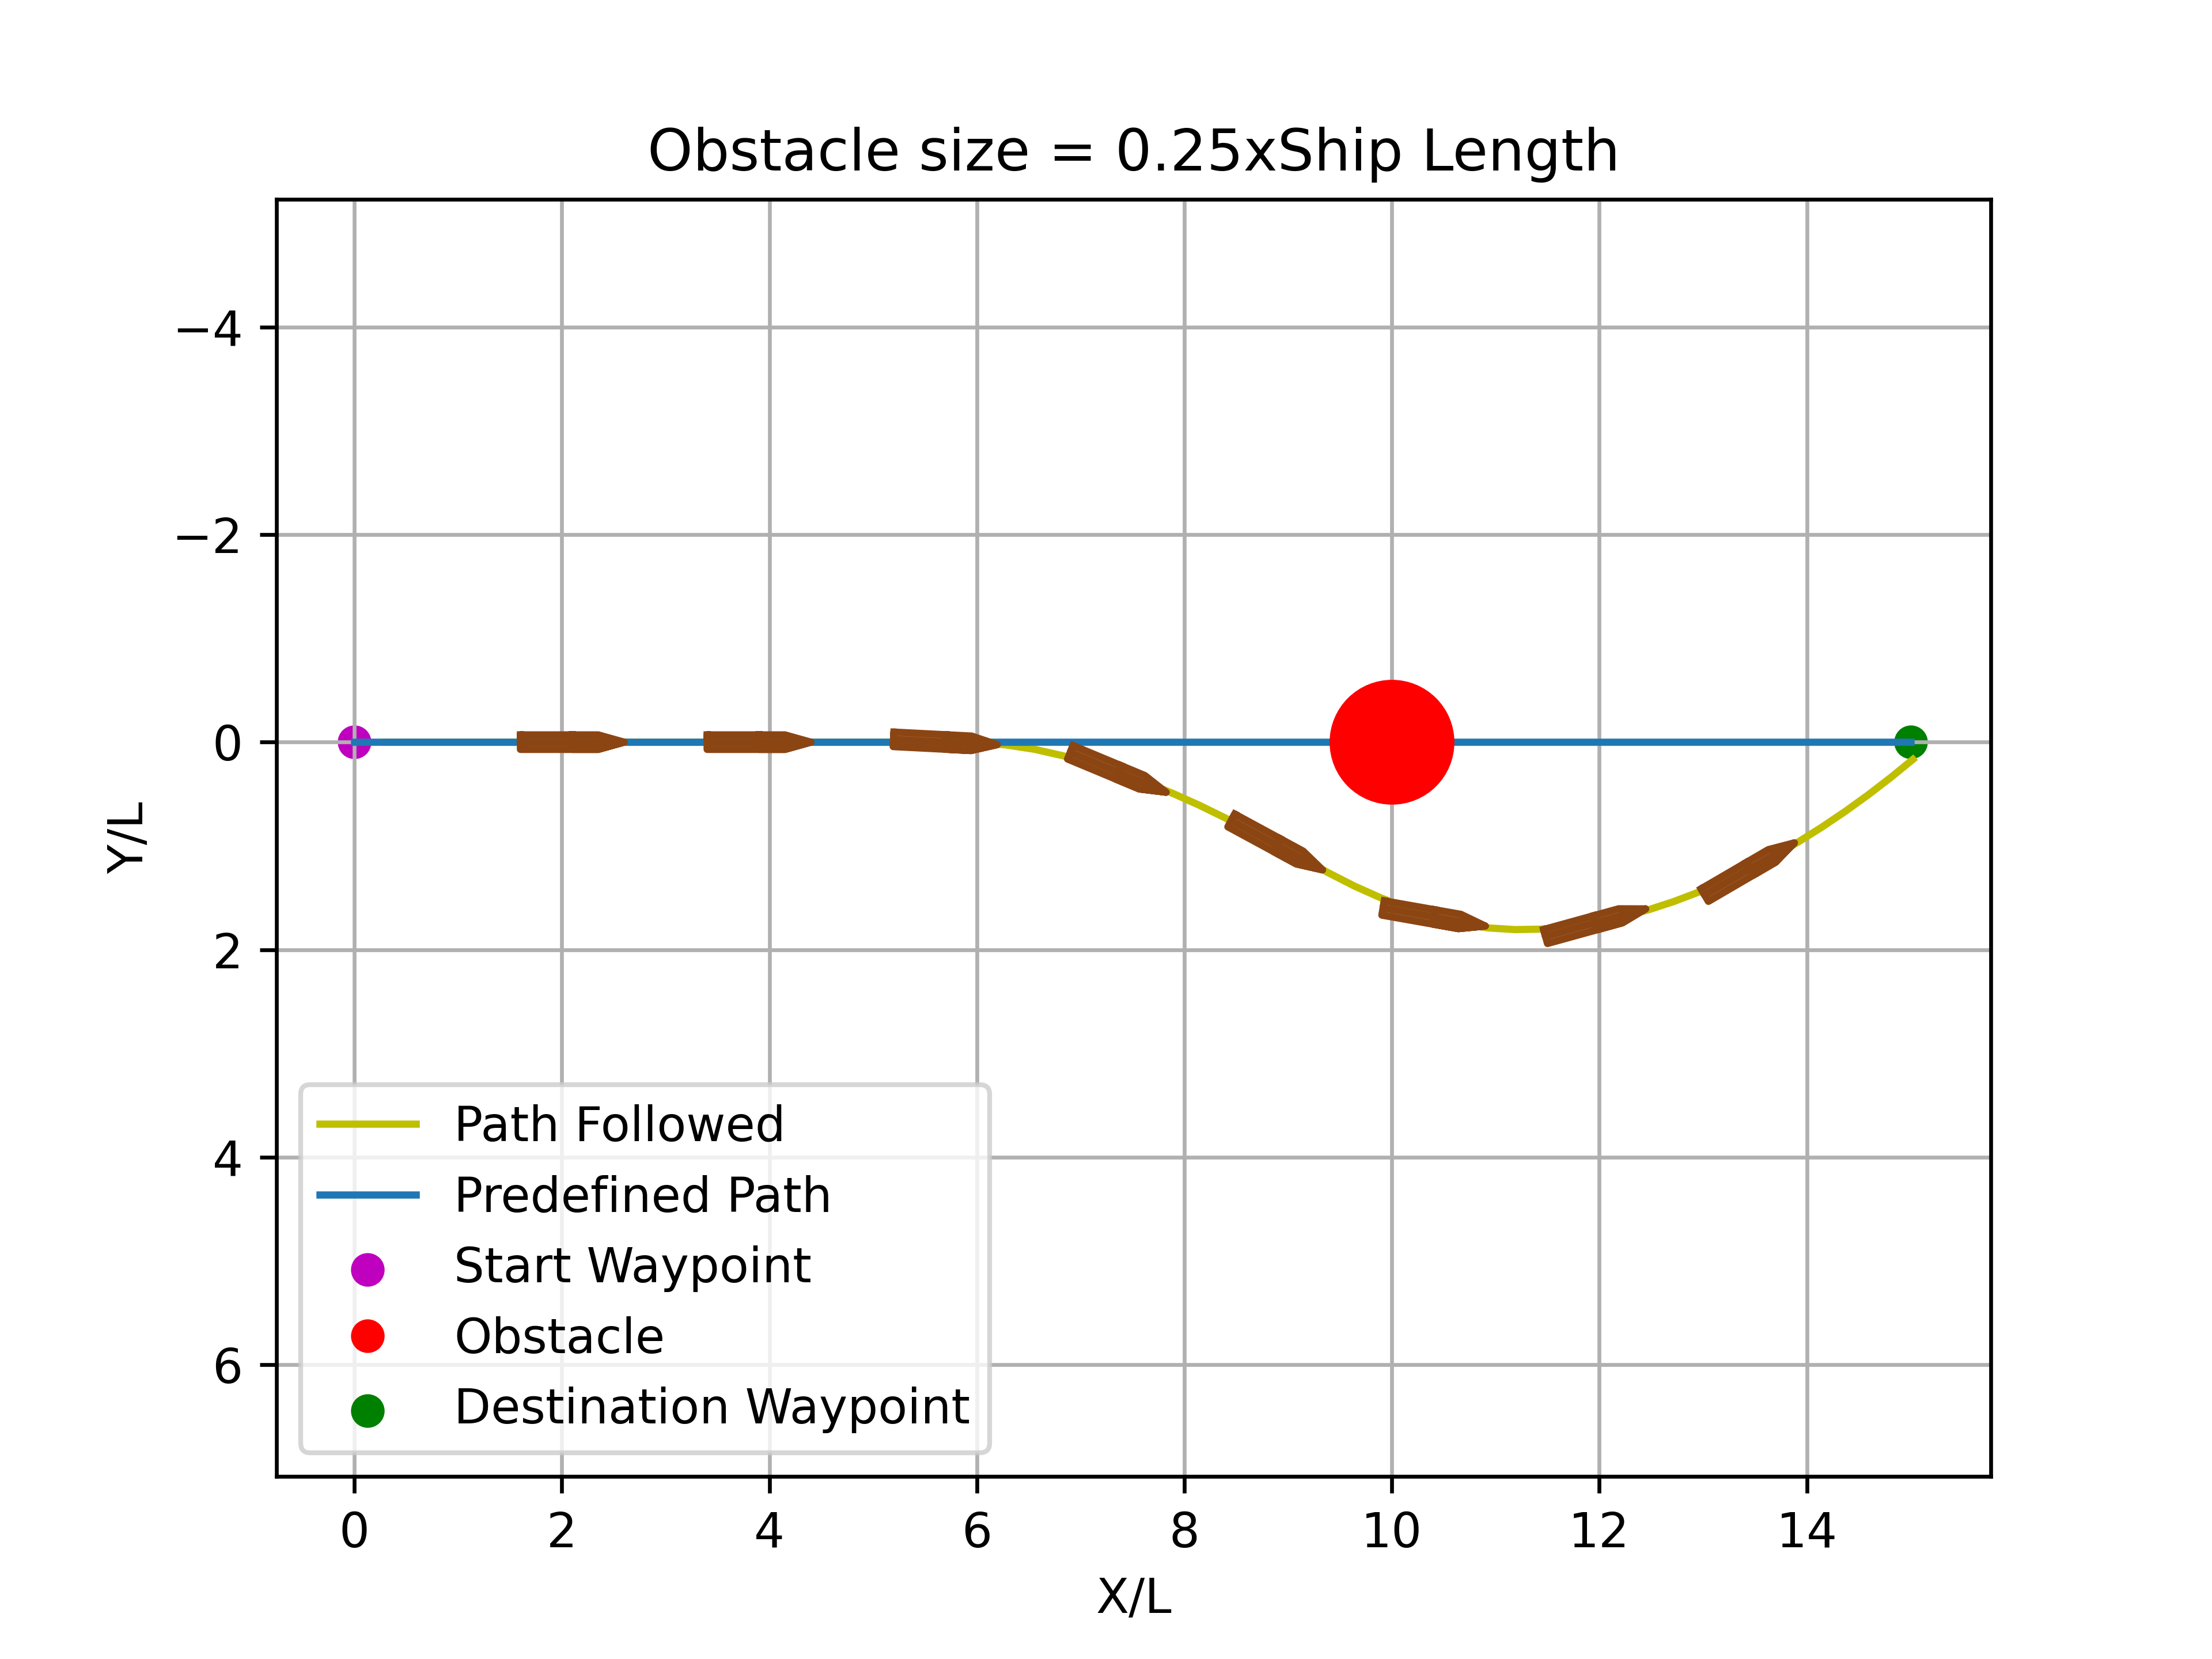 Obstacle size = 0.25xShip Length
−4
−2
0
2
4
6
Y/L
Path Followed
Predefined Path
Start Waypoint
Obstacle
Destination Waypoint
0 2 4 6 8 10 12 14
X/L